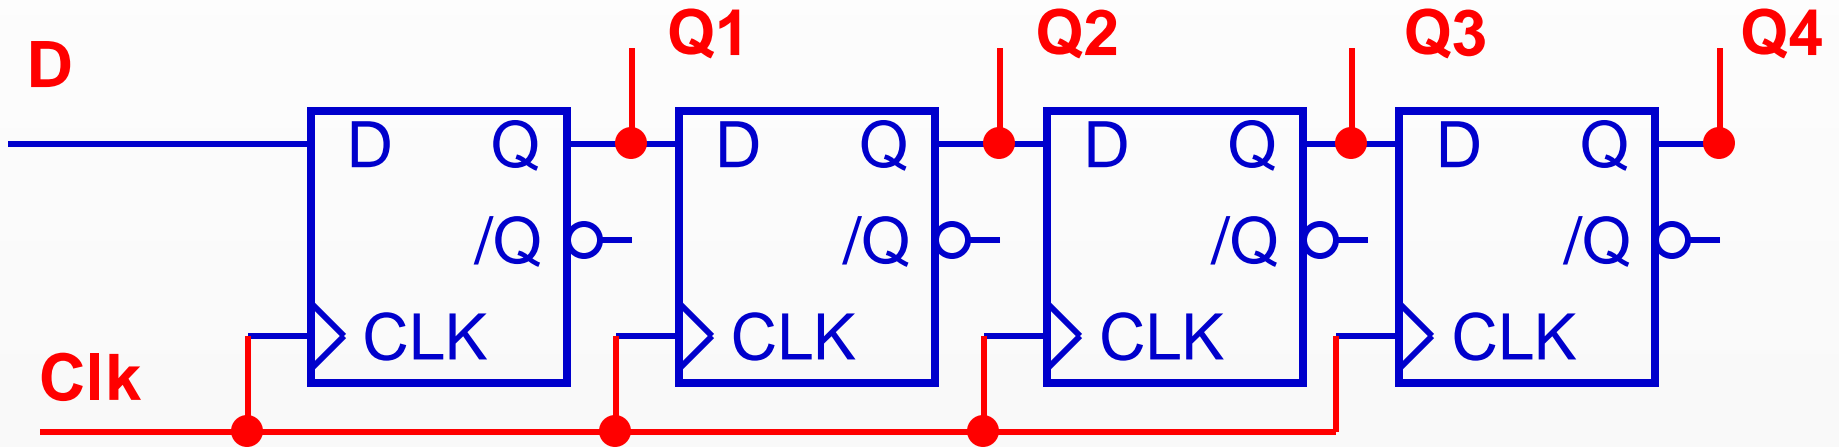 Q1 Q2 Q3 Q4
D
D Q D Q D Q D Q
/Q /Q /Q /Q
CLK CLK CLK CLK
Clk